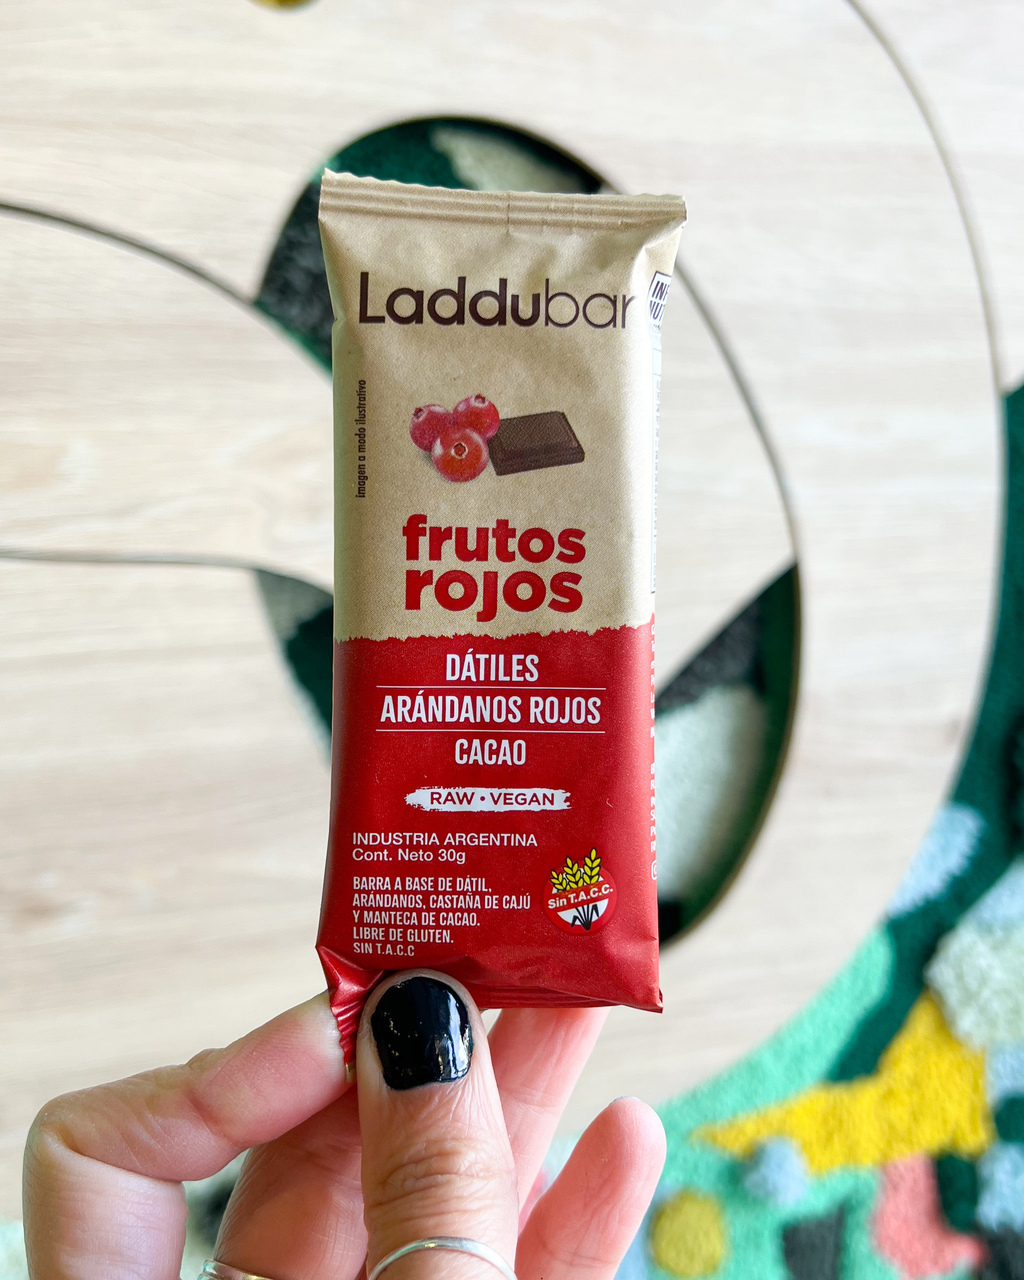 Laddubar
imagen a modo ilustrativo
frutos
rojos
DÁTILES
ARÁNDANOS ROJOS
CACAO
RAW • VEGAN
INDUSTRIA ARGENTINA
Cont. Neto 30g
BARRA A BASE DE DÁTIL,
ARÁNDANOS, CASTAÑA DE CAJÚ
Y MANTECA DE CACAO.
LIBRE DE GLUTEN.
SIN T.A.C.C
Sin T.A.C.C.